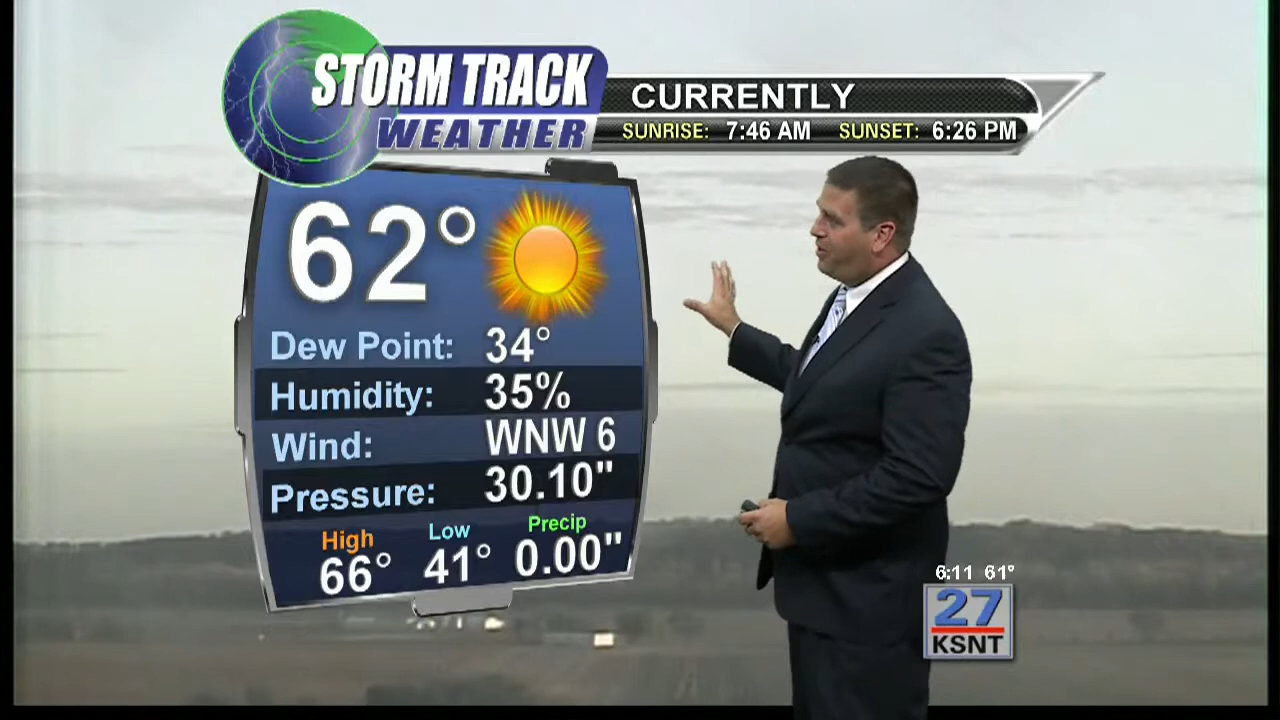 STORM TRACK
WEATHER
CURRENTLY
SUNRISE: 7:46 AM SUNSET: 6:26 PM
62°
Dew Point: 34°
Humidity: 35%
Wind: WNW 6
Pressure: 30.10"
High Low Precip
66° 41° 0.00"
6:11 61°
27
KSNT